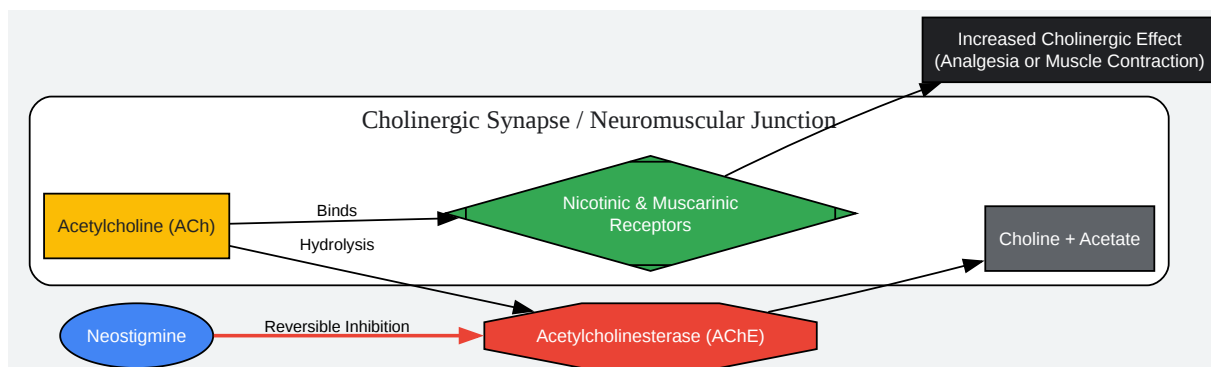 Increased Cholinergic Effect
(Analgesia or Muscle Contraction)
Cholinergic Synapse / Neuromuscular Junction
Acetylcholine (ACh)
Binds
Hydrolysis
Nicotinic & Muscarinic
Receptors
Choline + Acetate
Neostigmine
Reversible Inhibition
Acetylcholinesterase (AChE)